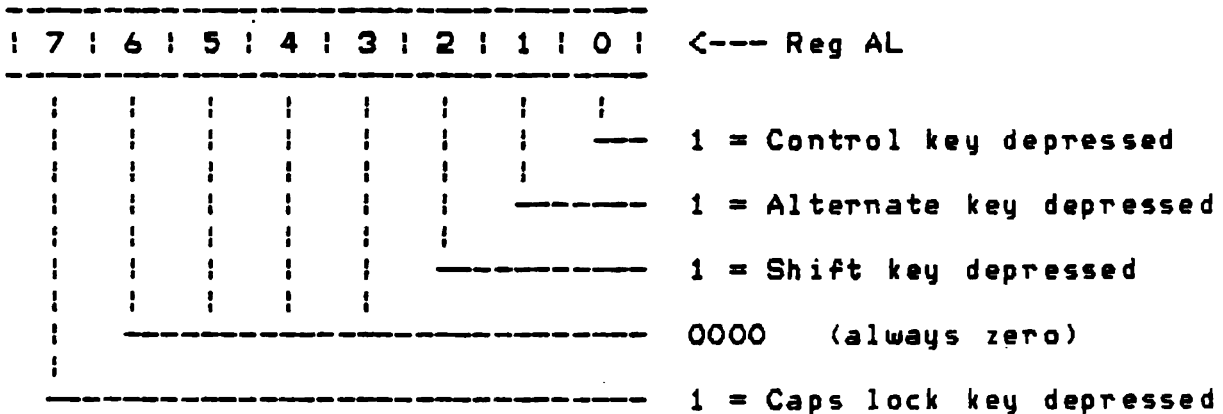 | 7 | 6 | 5 | 4 | 3 | 2 | 1 | 0 | <--- Reg AL
1 = Control key depressed
1 = Alternate key depressed
1 = Shift key depressed
0000 (always zero)
1 = Caps lock key depressed